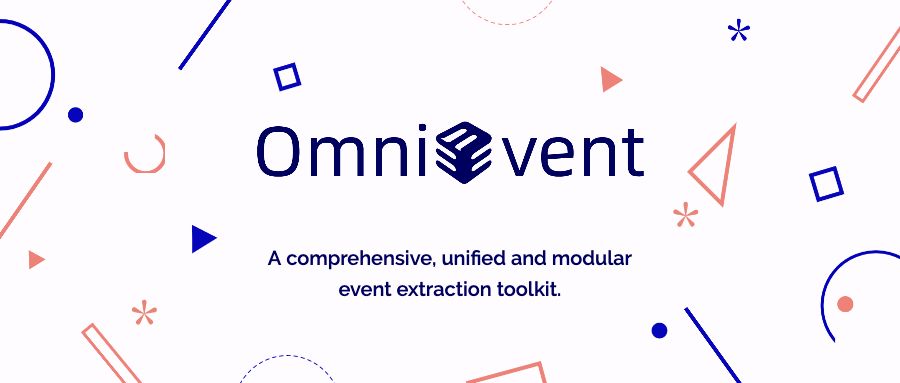 OmniEvent
A comprehensive, unified and modular
event extraction toolkit.